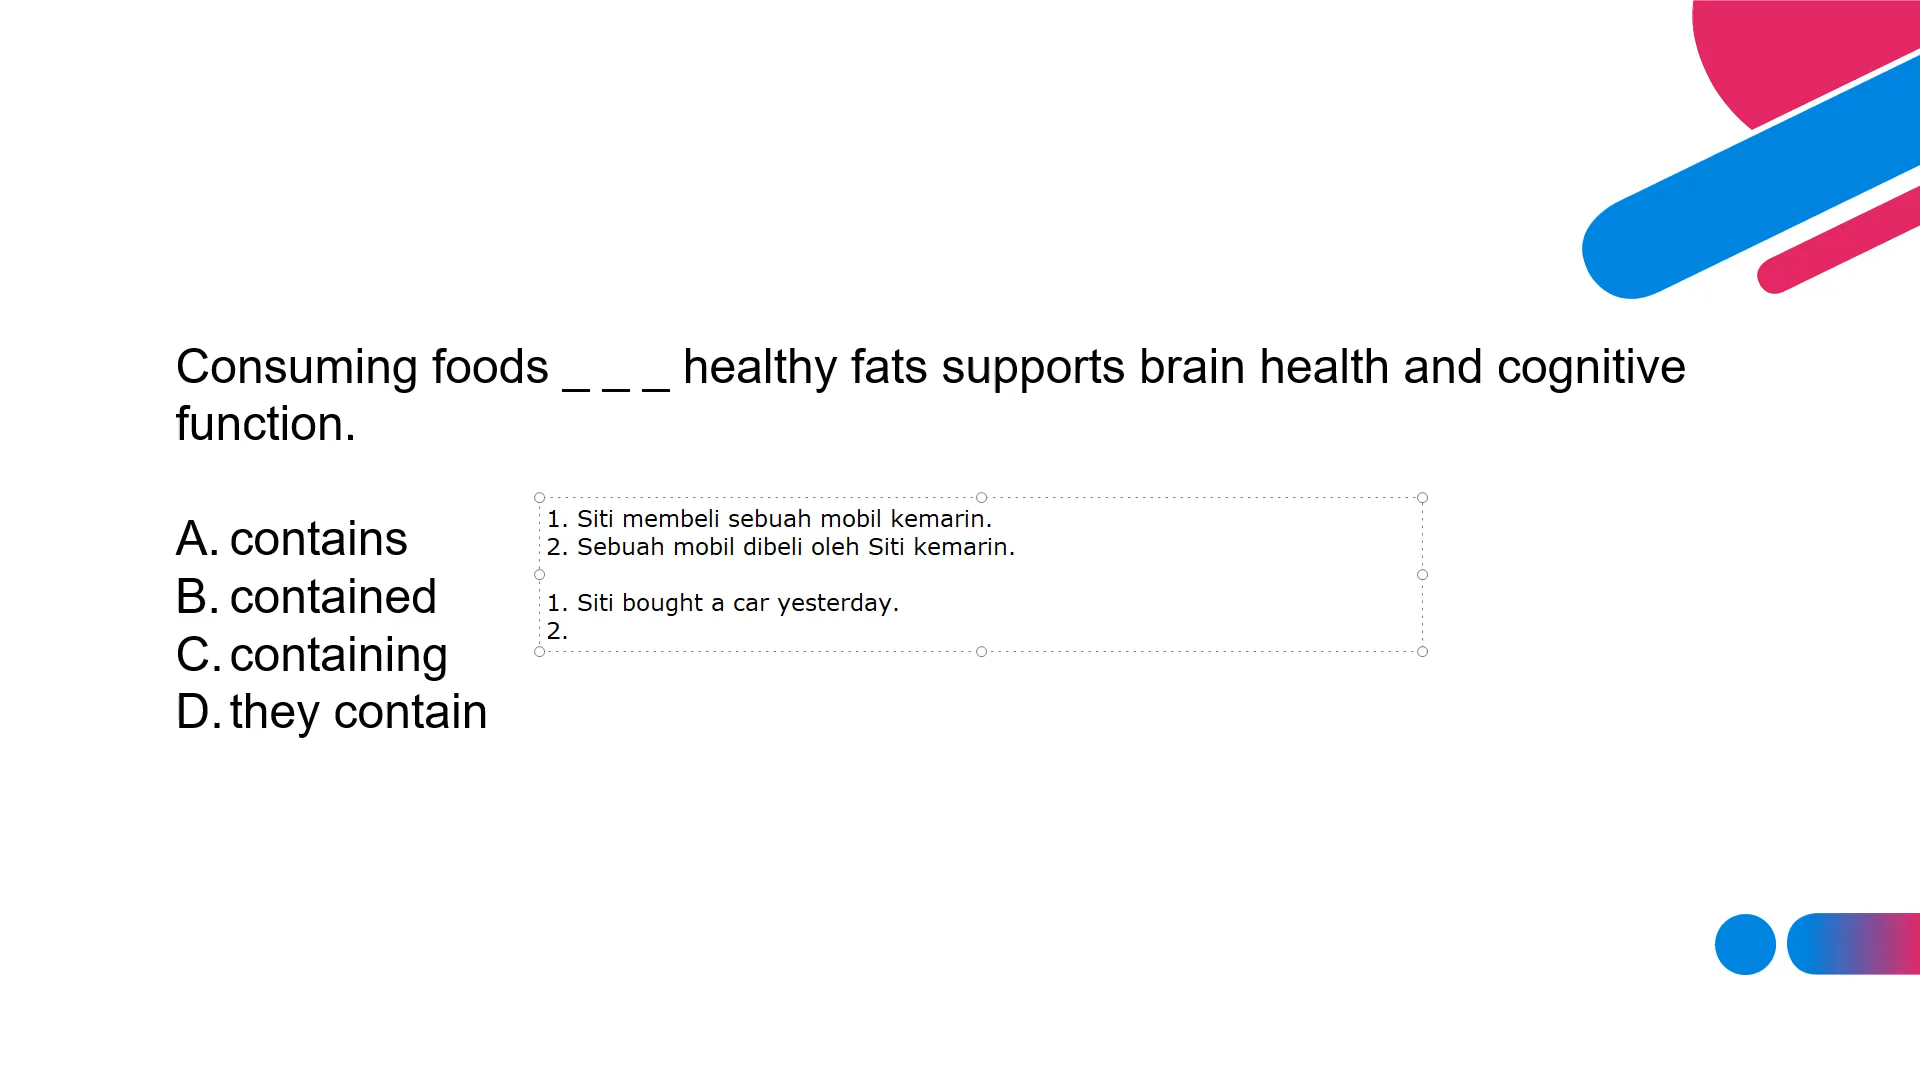 Consuming foods _ _ _ healthy fats supports brain health and cognitive
function.
A. contains
B. contained
C. containing
D. they contain
1. Siti membeli sebuah mobil kemarin.
2. Sebuah mobil dibeli oleh Siti kemarin.
1. Siti bought a car yesterday.
2.